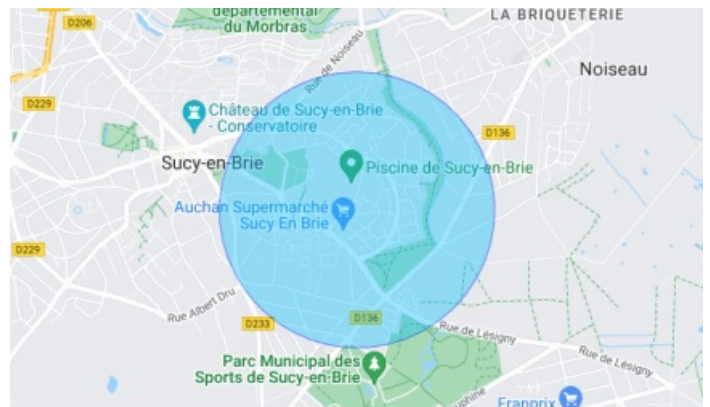 départemental
du Morbras
LA BRIQUETERIE
D206
Rue de Noiseau
Noiseau
D229
Château de Sucy-en-Brie
- Conservatoire
D136
Sucy-en-Brie
Piscine de Sucy-en-Brie
Auchan Supermarché
Sucy En Brie
D229
Rue Albert Dru
D233
D136
Rue de Lésigny
Rue de Lésigny
Parc Municipal des
Sports de Sucy-en-Brie
Franprix